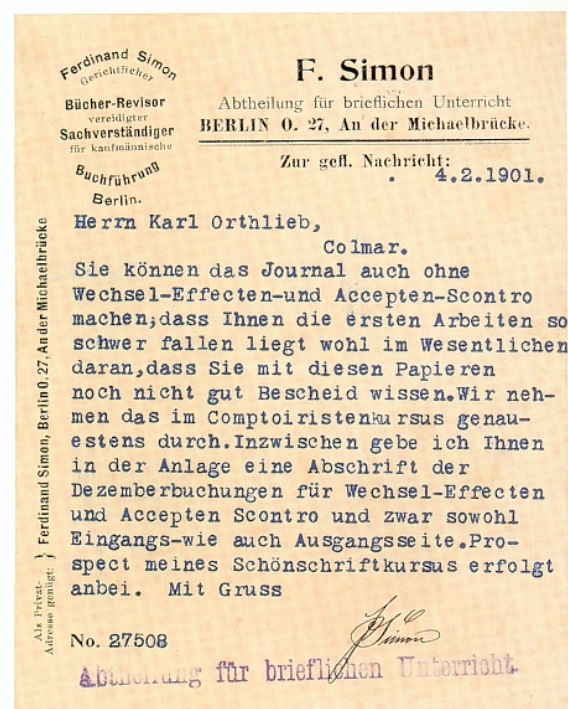 Ferdinand Simon
Gerichtlicher
Bücher-Revisor
vereidigter
Sachverständiger
für kaufmännische
Buchführung
Berlin.
F. Simon
Abtheilung für brieflichen Unterricht
BERLIN O. 27, An der Michaelbrücke.
Zur gefl. Nachricht:
4.2.1901.
Herrn Karl Orthlieb,
Colmar.
Sie können das Journal auch ohne
Wechsel-Effecten-und Accepten-Scontro
machen;dass Ihnen die ersten Arbeiten so
schwer fallen liegt wohl im Wesentlichen
daran,dass Sie mit diesen Papieren
noch nicht gut Bescheid wissen.Wir neh-
men das im Comptoiristenkursus genau-
estens durch.Inzwischen gebe ich Ihnen
in der Anlage eine Abschrift der
Dezemberbuchungen für Wechsel-Effecten
und Accepten Scontro und zwar sowohl
Eingangs-wie auch Ausgangsseite.Pro-
spect meines Schönschriftkursus erfolgt
anbei. Mit Gruss
F Simon
No. 27508
Abtheilung für brieflichen Unterricht.
Als Privat-
Adresse genügt: } Ferdinand Simon, Berlin O. 27, An der Michaelbrücke